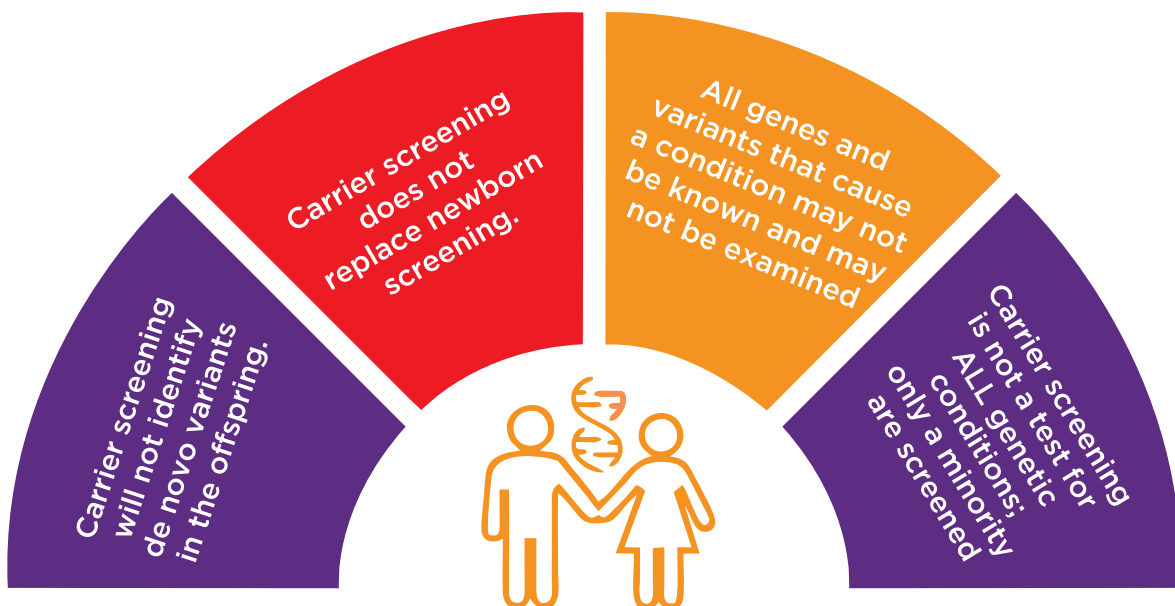 Carrier screening
will not identify
de novo variants
in the offspring.
Carrier screening
does not
replace newborn
screening.
All genes and
variants that cause
a condition may not
be known and may
not be examined
Carrier screening
is not a test for
ALL genetic
conditions;
only a minority
are screened